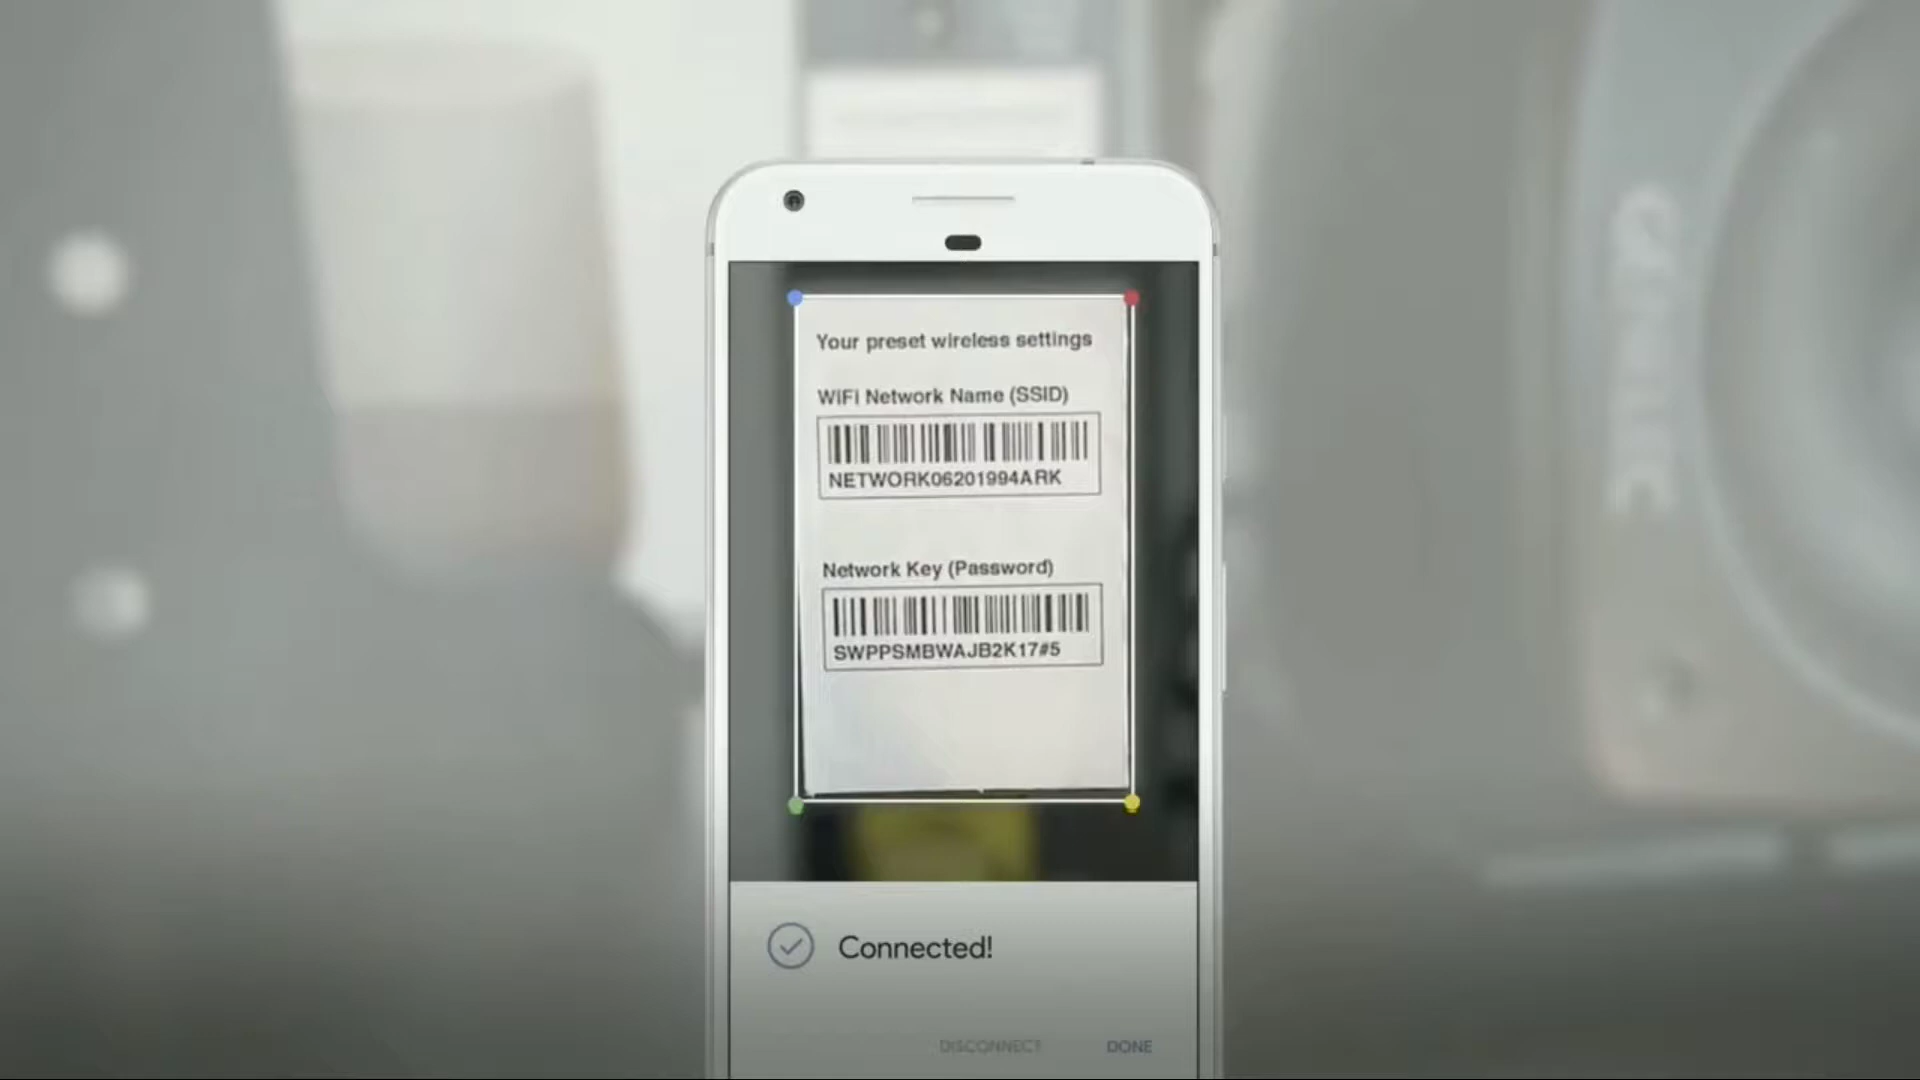 Your preset wireless settings
WiFi Network Name (SSID)
NETWORK06201994ARK
Network Key (Password)
SWPPSMBWAJB2K17#5
Connected!
DISCONNECT
DONE